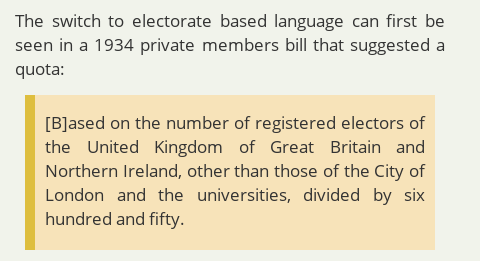 The switch to electorate based language can first be
seen in a 1934 private members bill that suggested a
quota:
[B]ased on the number of registered electors of
the United Kingdom of Great Britain and
Northern Ireland, other than those of the City of
London and the universities, divided by six
hundred and fifty.